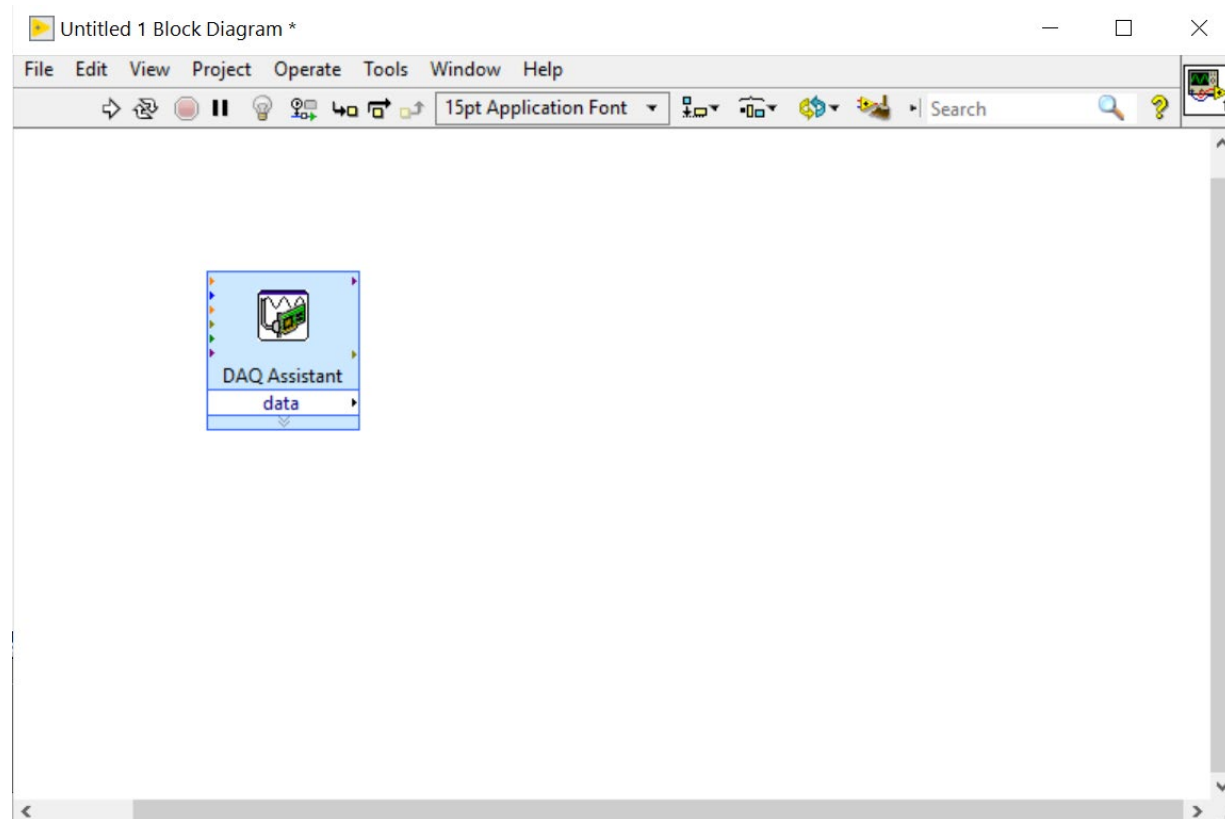 Untitled 1 Block Diagram *
File Edit View Project Operate Tools Window Help
15pt Application Font Search
DAQ Assistant
data